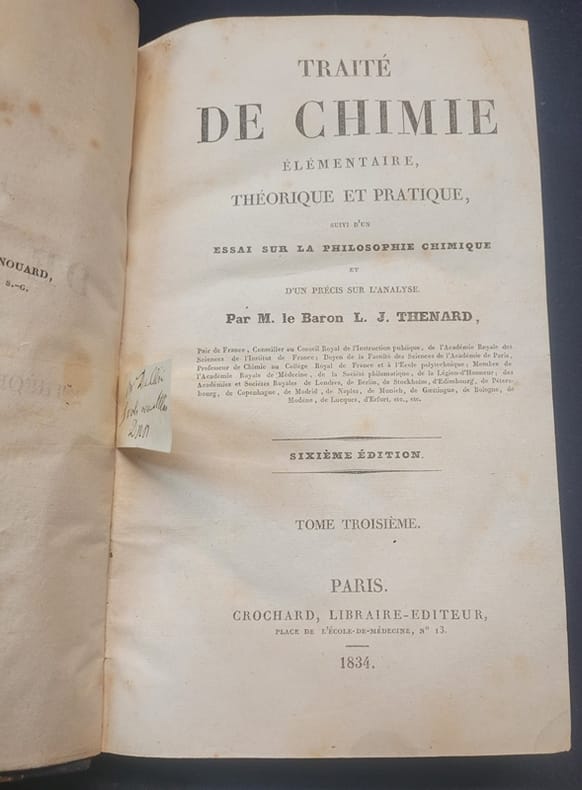 NOUARD,
S.-G.
TRAITÉ
DE CHIMIE
ÉLÉMENTAIRE,
THÉORIQUE ET PRATIQUE,
SUIVI D'UN
ESSAI SUR LA PHILOSOPHIE CHIMIQUE
ET
D'UN PRÉCIS SUR L'ANALYSE.
Par M. le Baron L. J. THENARD,
Pair de France, Conseiller au Conseil Royal de l'Instruction publique, de l'Académie Royale des
Sciences de l'Institut de France; Doyen de la Faculté des Sciences de l'Académie de Paris,
Professeur de Chimie au Collége Royal de France et à l'École polytechnique; Membre de
l'Académie Royale de Médecine, de la Société philomatique, de la Légion-d'Honneur; des
Académies et Sociétés Royales de Londres, de Berlin, de Stockholm, d'Édimbourg, de Péters-
bourg, de Copenhague, de Madrid, de Naples, de Munich, de Gœttingue, de Bologne, de
Modène, de Lucques, d'Erfurt, etc., etc.
SIXIÈME ÉDITION.
TOME TROISIÈME.
PARIS.
CROCHARD, LIBRAIRE-EDITEUR,
PLACE DE L'ÉCOLE-DE-MÉDECINE, N° 13.
1834.